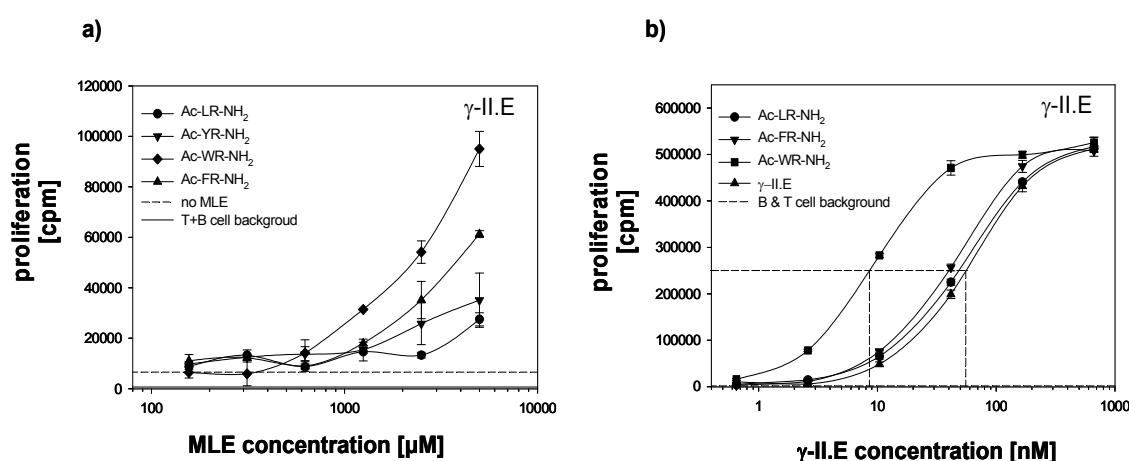 a)
120000
100000
80000
60000
40000
20000
0
100
1000
10000
proliferation
[cpm]
MLE concentration [µM]
γ-II.E
Ac-LR-NH2
Ac-YR-NH2
Ac-WR-NH2
Ac-FR-NH2
no MLE
T+B cell backgroud
b)
600000
500000
400000
300000
200000
100000
0
1
10
100
1000
proliferation
[cpm]
γ-II.E concentration [nM]
γ-II.E
Ac-LR-NH2
Ac-FR-NH2
Ac-WR-NH2
γ-II.E
B & T cell background